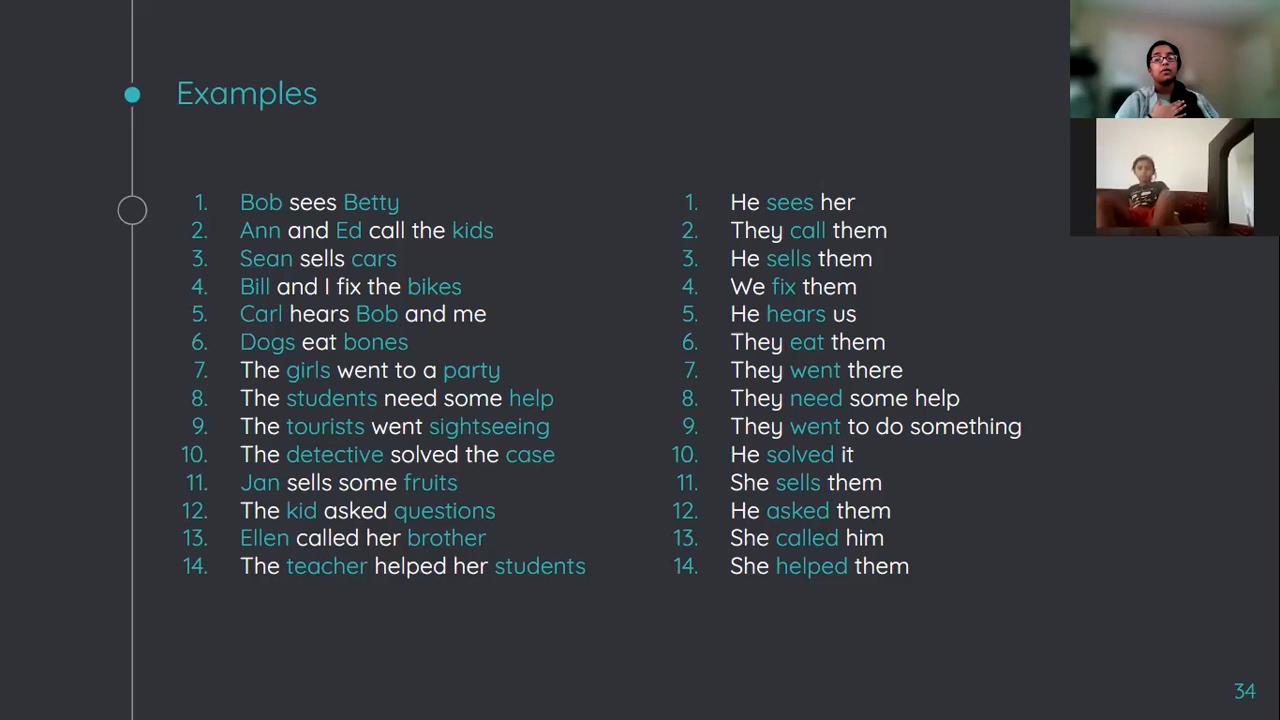 Examples
1. Bob sees Betty
2. Ann and Ed call the kids
3. Sean sells cars
4. Bill and I fix the bikes
5. Carl hears Bob and me
6. Dogs eat bones
7. The girls went to a party
8. The students need some help
9. The tourists went sightseeing
10. The detective solved the case
11. Jan sells some fruits
12. The kid asked questions
13. Ellen called her brother
14. The teacher helped her students
1. He sees her
2. They call them
3. He sells them
4. We fix them
5. He hears us
6. They eat them
7. They went there
8. They need some help
9. They went to do something
10. He solved it
11. She sells them
12. He asked them
13. She called him
14. She helped them
34